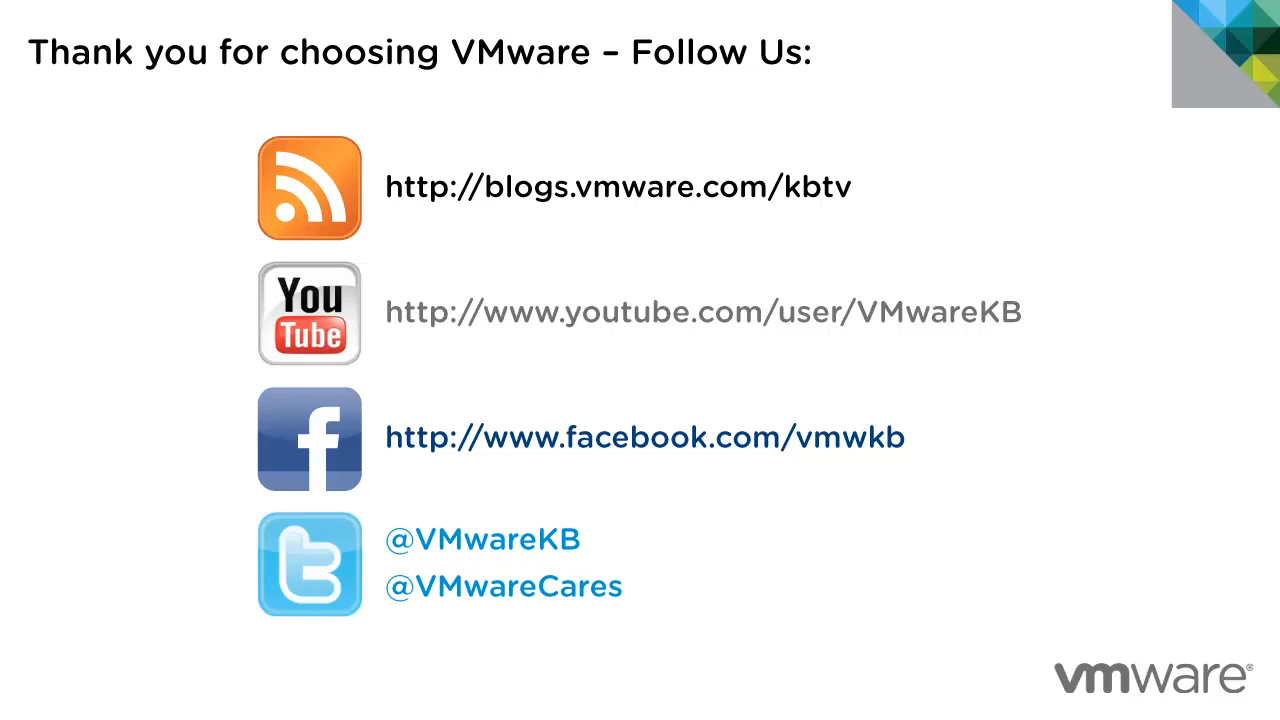 Thank you for choosing VMware – Follow Us:
http://blogs.vmware.com/kbtv
You
Tube
http://www.youtube.com/user/VMwareKB
f
http://www.facebook.com/vmwkb
t
@VMwareKB
@VMwareCares
vmware®